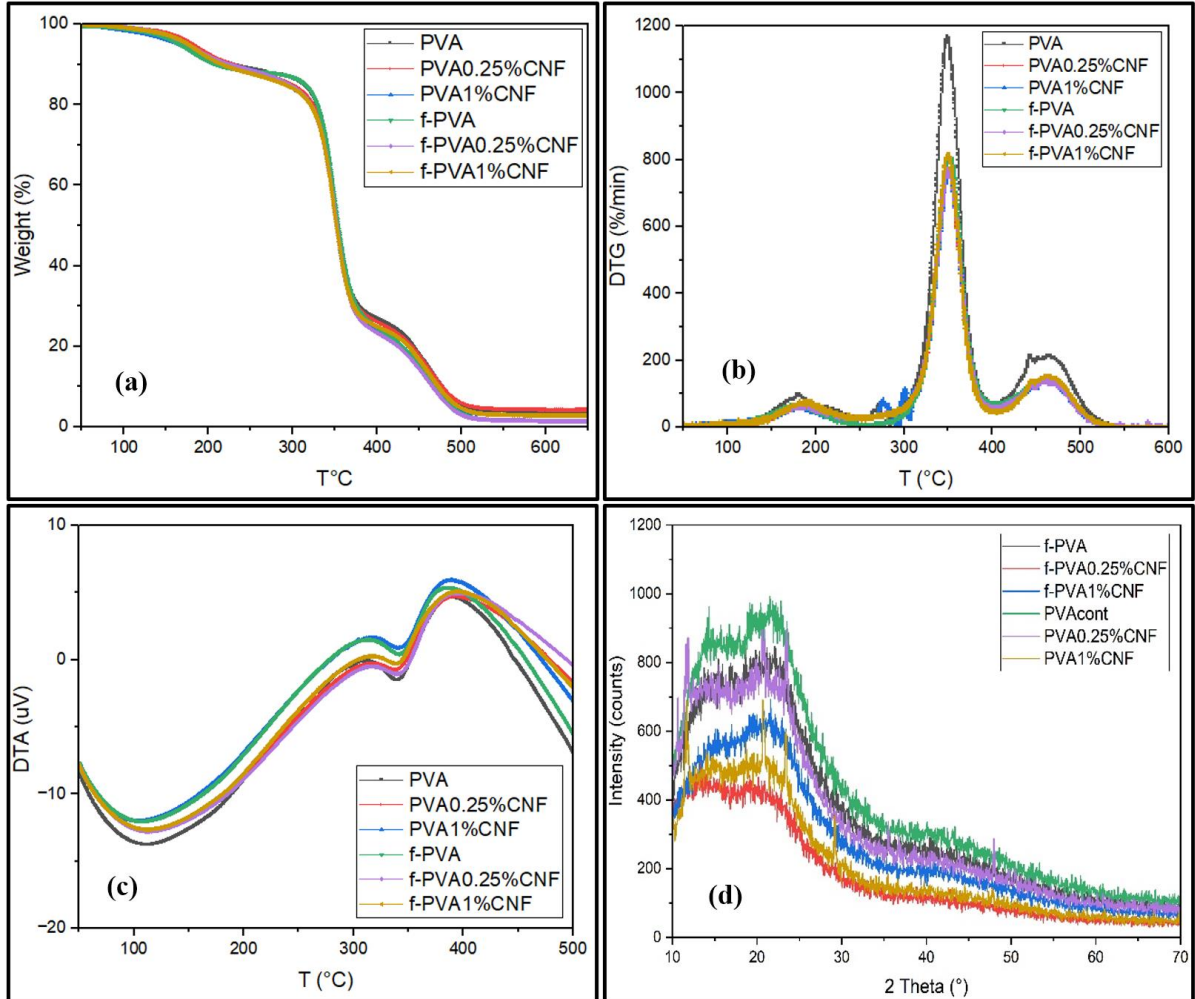 100
80
60
40
20
0
Weight (%)
PVA
PVA0.25%CNF
PVA1%CNF
f-PVA
f-PVA0.25%CNF
f-PVA1%CNF
(a)
100 200 300 400 500 600
T°C
1200
1000
800
600
400
200
0
DTG (%/min)
PVA
PVA0.25%CNF
PVA1%CNF
f-PVA
f-PVA0.25%CNF
f-PVA1%CNF
(b)
100 200 300 400 500 600
T (°C)
10
0
−10
−20
DTA (uV)
PVA
PVA0.25%CNF
PVA1%CNF
f-PVA
f-PVA0.25%CNF
f-PVA1%CNF
(c)
100 200 300 400 500
T (°C)
1200
1000
800
600
400
200
0
Intensity (counts)
f-PVA
f-PVA0.25%CNF
f-PVA1%CNF
PVAcont
PVA0.25%CNF
PVA1%CNF
(d)
10 20 30 40 50 60 70
2 Theta (°)